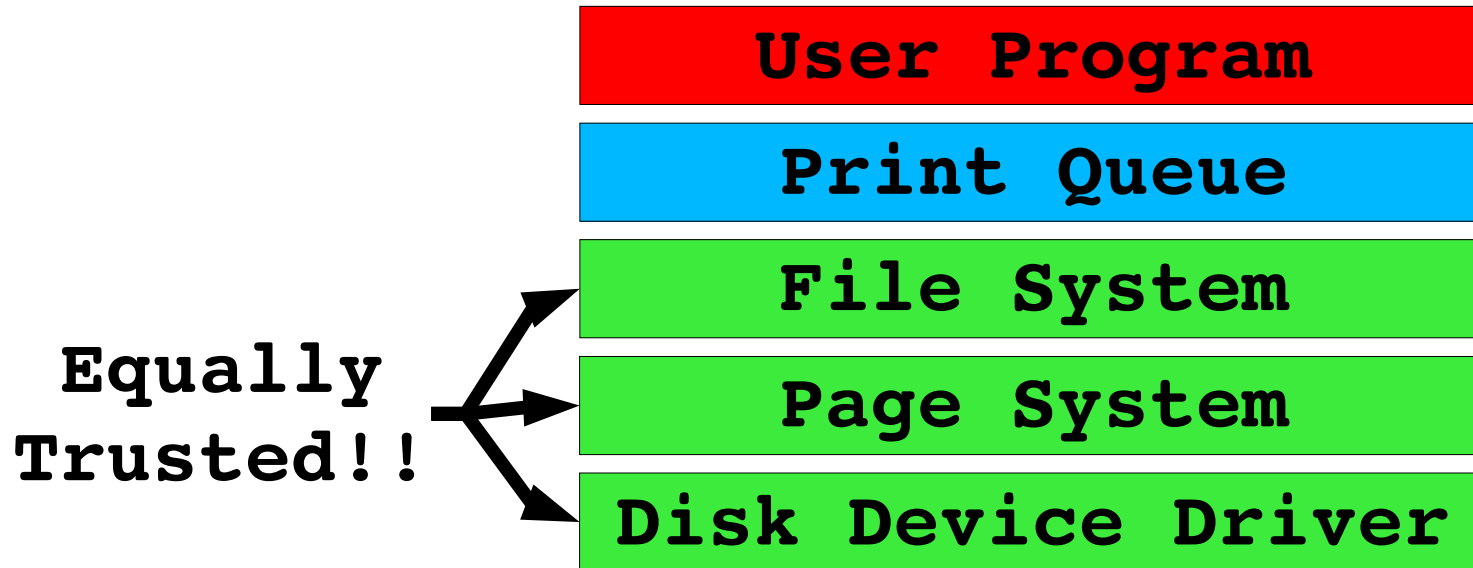 User Program
Print Queue
File System
Equally
Trusted!!
Page System
Disk Device Driver